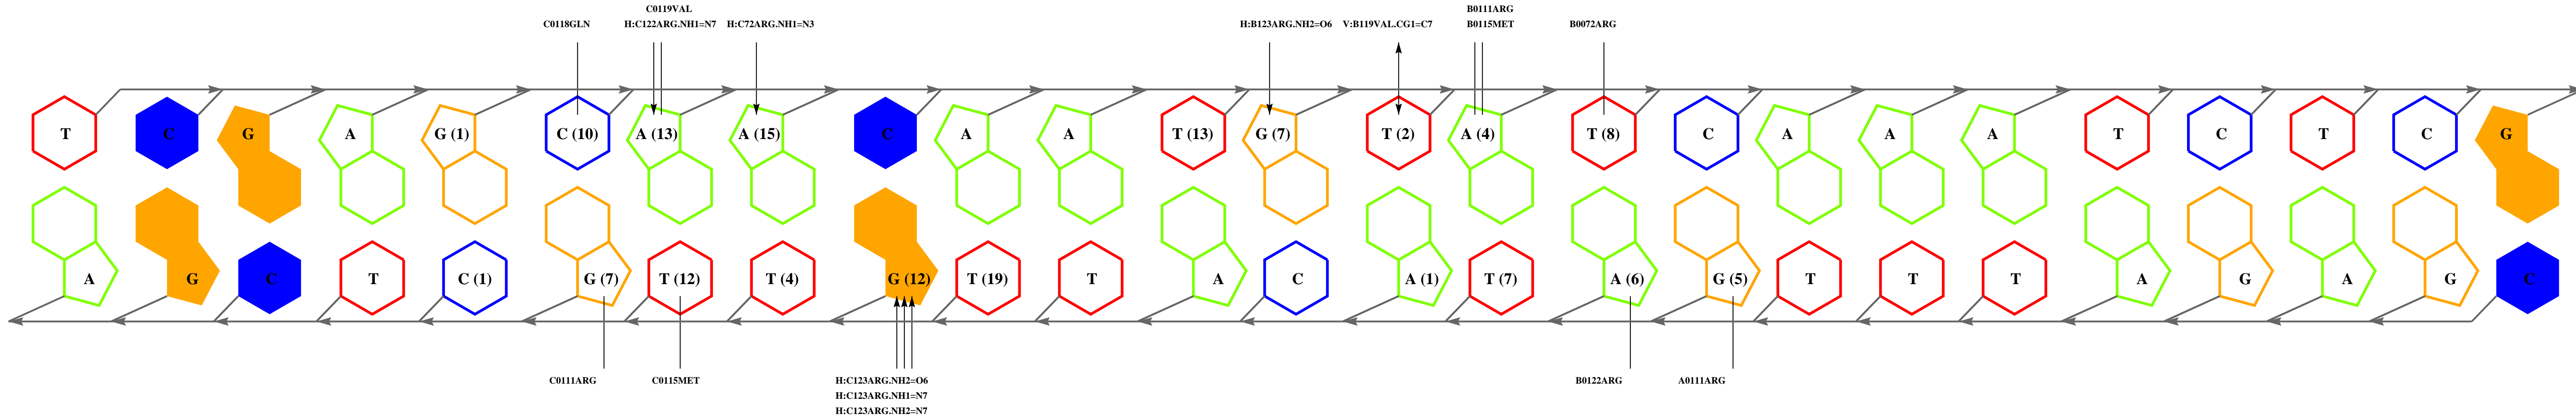 C0119VAL B0111ARG
C0118GLN H:C122ARG.NH1=N7 H:C72ARG.NH1=N3 H:B123ARG.NH2=O6 V:B119VAL.CG1=C7 B0115MET B0072ARG
T C G A G (1) C (10) A (13) A (15) C A A T (13) G (7) T (2) A (4) T (8) C A A A T C T C G
A G C T C (1) G (7) T (12) T (4) G (12) T (19) T A C A (1) T (7) A (6) G (5) T T T A G A G C
C0111ARG C0115MET H:C123ARG.NH2=O6 B0122ARG A0111ARG
H:C123ARG.NH1=N7
H:C123ARG.NH2=N7